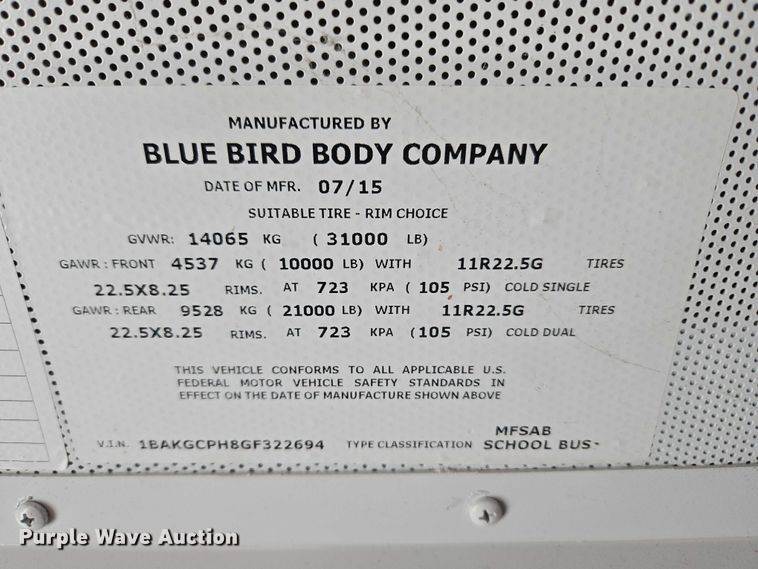 MANUFACTURED BY
BLUE BIRD BODY COMPANY
DATE OF MFR. 07/15
SUITABLE TIRE - RIM CHOICE
GVWR: 14065 KG ( 31000 LB)
GAWR : FRONT 4537 KG ( 10000 LB) WITH 11R22.5G TIRES
22.5X8.25 RIMS. AT 723 KPA ( 105 PSI) COLD SINGLE
GAWR : REAR 9528 KG ( 21000 LB) WITH 11R22.5G TIRES
22.5X8.25 RIMS. AT 723 KPA ( 105 PSI) COLD DUAL
THIS VEHICLE CONFORMS TO ALL APPLICABLE U.S.
FEDERAL MOTOR VEHICLE SAFETY STANDARDS IN
EFFECT ON THE DATE OF MANUFACTURE SHOWN ABOVE
MFSAB
V.I.N. 1BAKGCPH8GF322694 TYPE CLASSIFICATION SCHOOL BUS
Purple Wave Auction